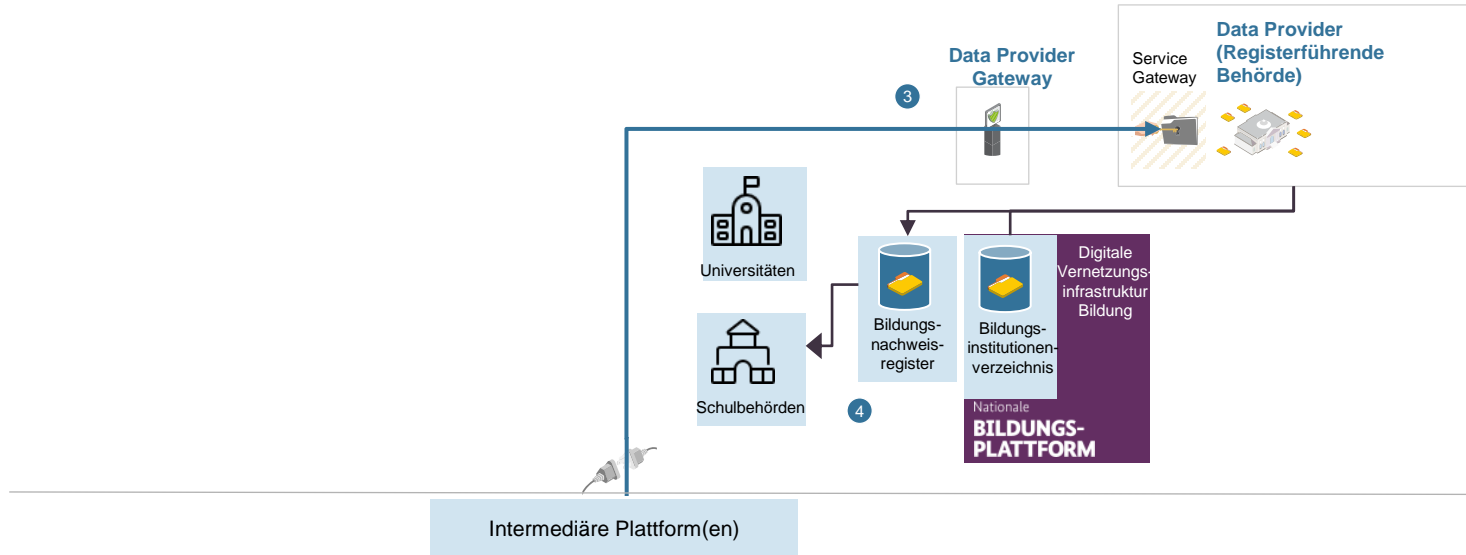 Data Provider
(Registerführende
Behörde)
Service
Gateway
Data Provider
Gateway
3
Universitäten
Schulbehörden
Bildungs-
nachweis-
register
Bildungs-
institutionen-
verzeichnis
Digitale
Vernetzungs-
infrastruktur
Bildung
4
Nationale
BILDUNGS-
PLATTFORM
Intermediäre Plattform(en)